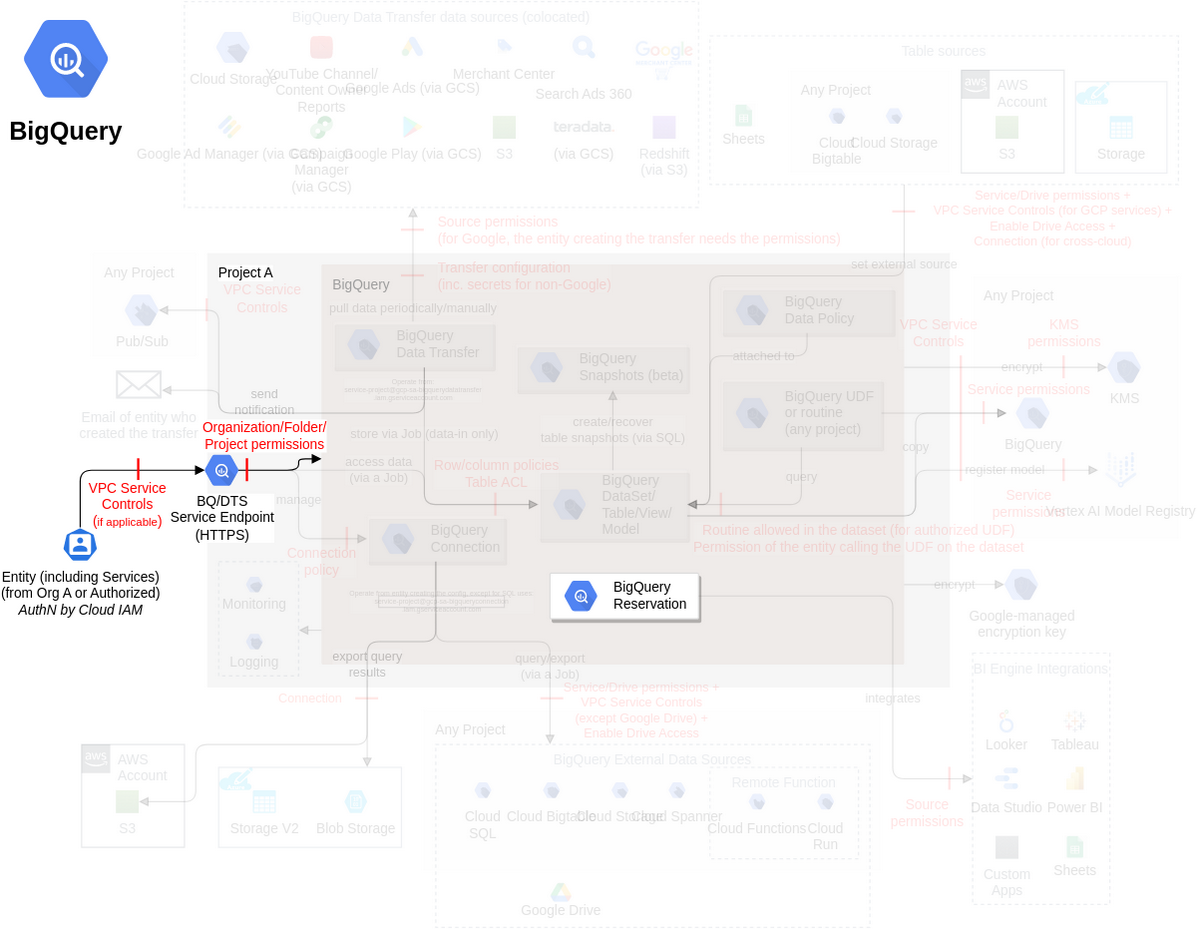 BigQuery
BigQuery Data Transfer data sources (colocated)
Cloud Storage
YouTube Channel/
Content Owner
Reports
Google Ads (via GCS)
Merchant Center
Search Ads 360
Google
Google Ad Manager (via GCS)
Campaign
Manager
(via GCS)
Google Play (via GCS)
S3
teradata.
(via GCS)
Redshift
(via S3)
Table sources
Sheets
Any Project
Cloud
Bigtable
Cloud Storage
aws
AWS
Account
S3
Storage
Source permissions
(for Google, the entity creating the transfer needs the permissions)
Transfer configuration
(inc. secrets for non-Google)
Service/Drive permissions +
VPC Service Controls (for GCP services) +
Enable Drive Access +
Connection (for cross-cloud)
set external source
Any Project
Pub/Sub
Email of entity who
created the transfer
Project A
VPC Service
Controls
send
notification
BigQuery
pull data periodically/manually
BigQuery
Data Transfer
store via Job (data-in only)
access data
(via a Job)
BigQuery
Snapshots (beta)
create/recover
table snapshots (via SQL)
BigQuery
Data Policy
attached to
BigQuery UDF
or routine
(any project)
query
copy
Row/column policies
Table ACL
BigQuery
DataSet/
Table/View/
Model
Routine allowed in the dataset (for authorized UDF)
Permission of the entity calling the UDF on the dataset
Organization/Folder/
Project permissions
VPC Service
Controls
(if applicable)
BQ/DTS
Service Endpoint
(HTTPS)
Entity (including Services)
(from Org A or Authorized)
AuthN by Cloud IAM
manage
Connection
policy
BigQuery
Connection
BigQuery
Reservation
Monitoring
Logging
export query
results
query/export
(via a Job)
Any Project
VPC Service
Controls
KMS
permissions
encrypt
KMS
Service permissions
BigQuery
register model
Service
permissions
Vertex AI Model Registry
encrypt
Google-managed
encryption key
integrates
Source
permissions
BI Engine Integrations
Looker
Tableau
Data Studio
Power BI
Custom
Apps
Sheets
Connection
Service/Drive permissions +
VPC Service Controls
(except Google Drive) +
Enable Drive Access
aws
AWS
Account
S3
Storage V2
Blob Storage
Any Project
BigQuery External Data Sources
Cloud
SQL
Cloud Bigtable
Cloud Storage
Cloud Spanner
Remote Function
Cloud Functions
Cloud
Run
Google Drive